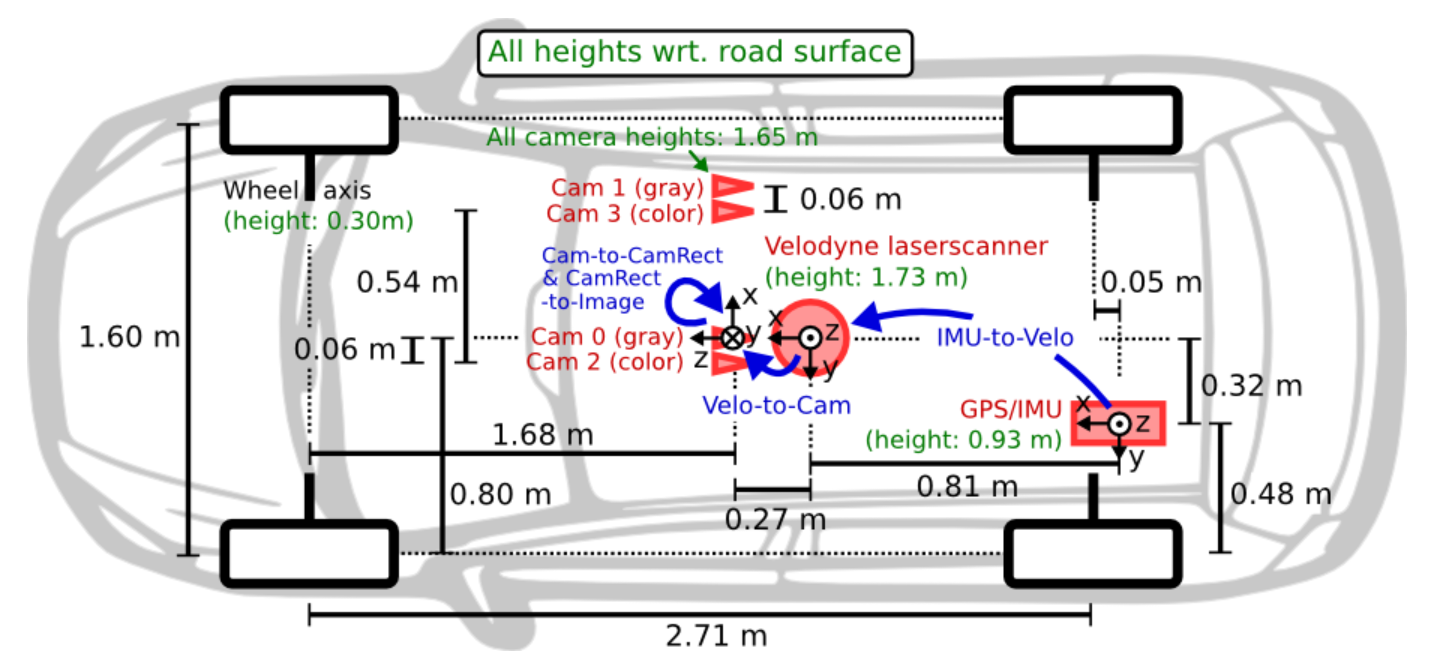 All heights wrt. road surface
All camera heights: 1.65 m
Wheel axis
(height: 0.30m)
Cam 1 (gray)
Cam 3 (color)
0.06 m
Velodyne laserscanner
(height: 1.73 m)
Cam-to-CamRect
& CamRect
-to-Image
0.54 m
0.05 m
1.60 m
0.06 m
Cam 0 (gray)
Cam 2 (color)
x
y
z
x
z
y
IMU-to-Velo
0.32 m
Velo-to-Cam
GPS/IMU
(height: 0.93 m)
x
z
y
1.68 m
0.80 m
0.27 m
0.81 m
0.48 m
2.71 m